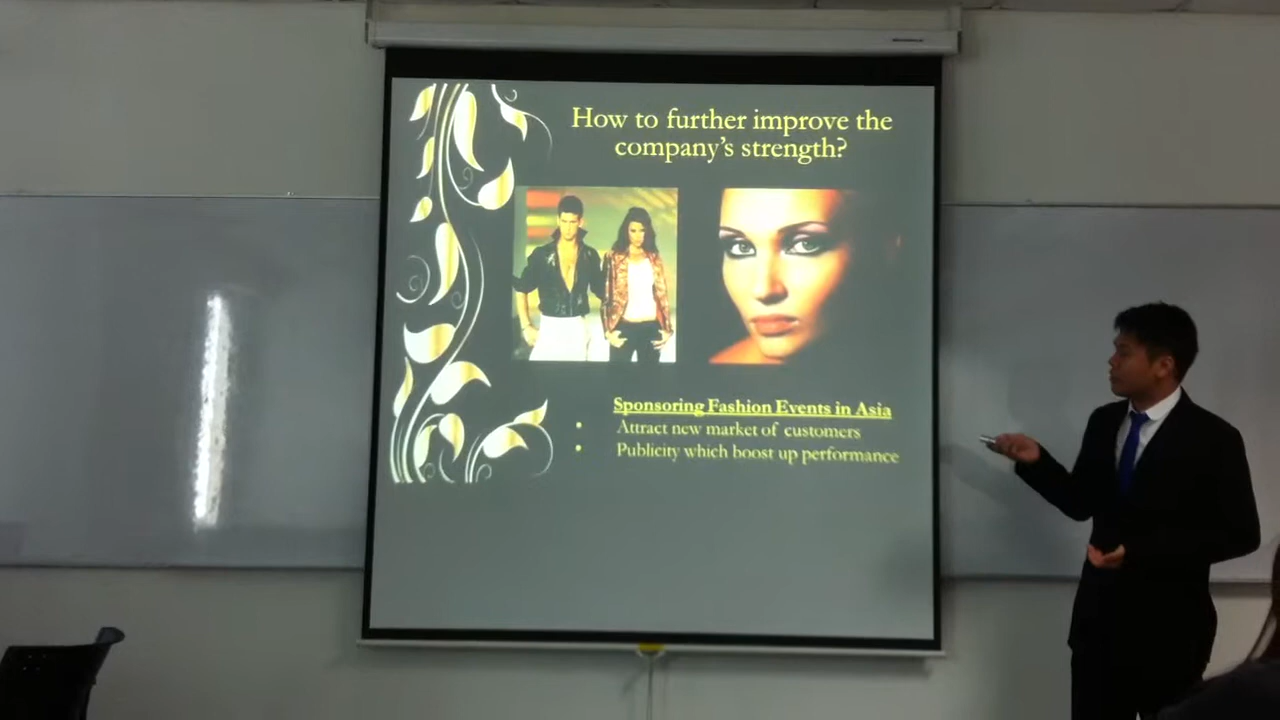 How to further improve the
company's strength?
Sponsoring Fashion Events in Asia
• Attract new market of customers
• Publicity which boost up performance